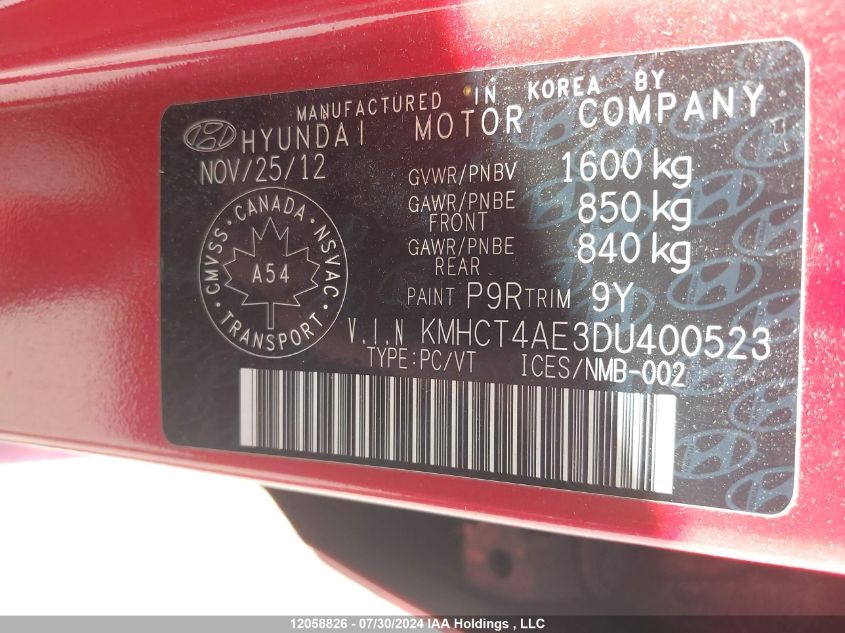 MANUFACTURED IN KOREA BY
HYUNDAI MOTOR COMPANY
NOV/25/12
GVWR/PNBV 1600 kg
GAWR/PNBE FRONT 850 kg
GAWR/PNBE REAR 840 kg
CMVSS · CANADA · NSVAC · TRANSPORT ·
A54
PAINT P9R TRIM 9Y
V.I.N KMHCT4AE3DU400523
TYPE:PC/VT ICES/NMB-002
12058826 - 07/30/2024 IAA Holdings , LLC